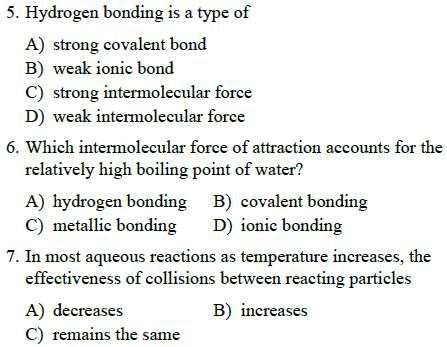 5. Hydrogen bonding is a type of
A) strong covalent bond
B) weak ionic bond
C) strong intermolecular force
D) weak intermolecular force
6. Which intermolecular force of attraction accounts for the
relatively high boiling point of water?
A) hydrogen bonding B) covalent bonding
C) metallic bonding D) ionic bonding
7. In most aqueous reactions as temperature increases, the
effectiveness of collisions between reacting particles
A) decreases B) increases
C) remains the same